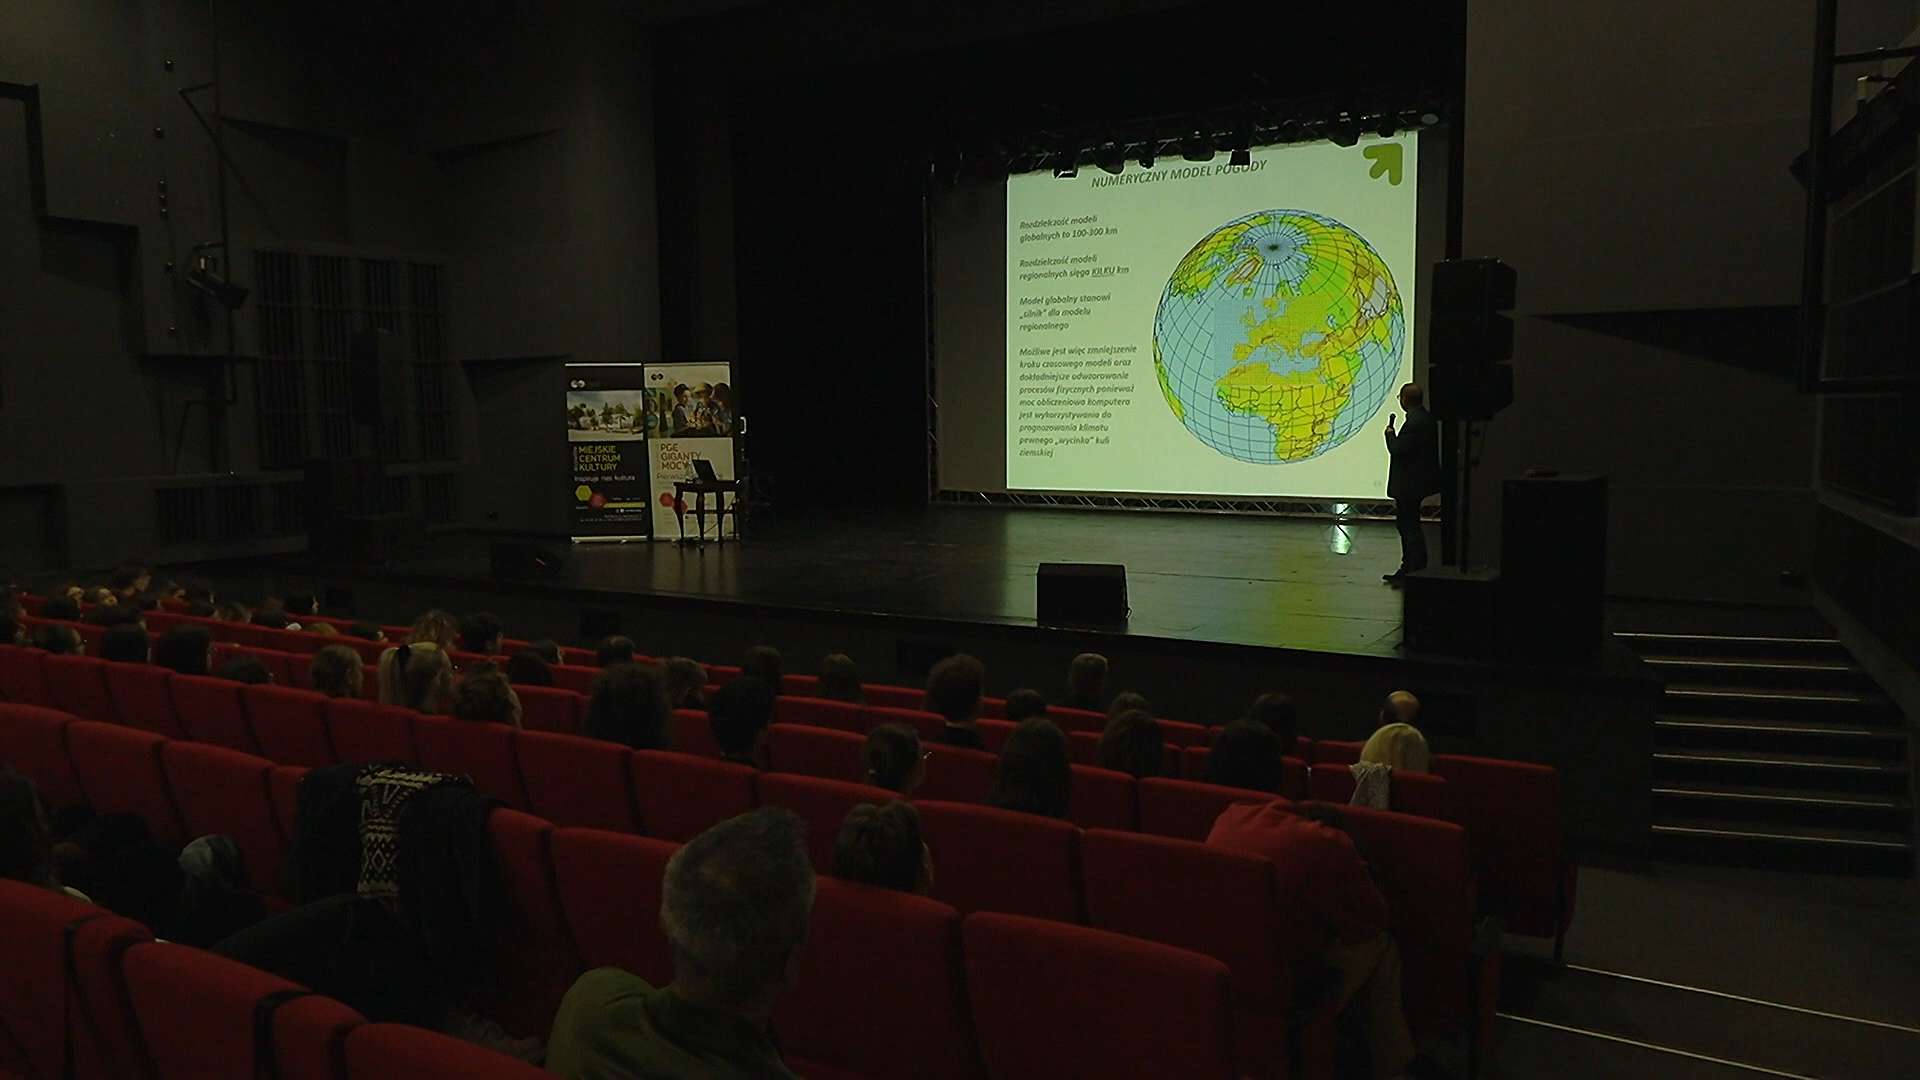 NUMERYCZNY MODEL POGODY
Rozdzielczość modeli
globalnych to 100-300 km
Rozdzielczość modeli
regionalnych sięga KILKU km
Model globalny stanowi
„silnik” dla modelu
regionalnego
Możliwe jest więc zmniejszenie
kroku czasowego modeli oraz
dokładniejsze odwzorowanie
procesów fizycznych ponieważ
moc obliczeniowa komputera
jest wykorzystywania do
prognozowania klimatu
pewnego „wycinka” kuli
ziemskiej
MIEJSKIE
CENTRUM
KULTURY
Inspiruje nas kultura
PGE
GIGANTY
MOCY